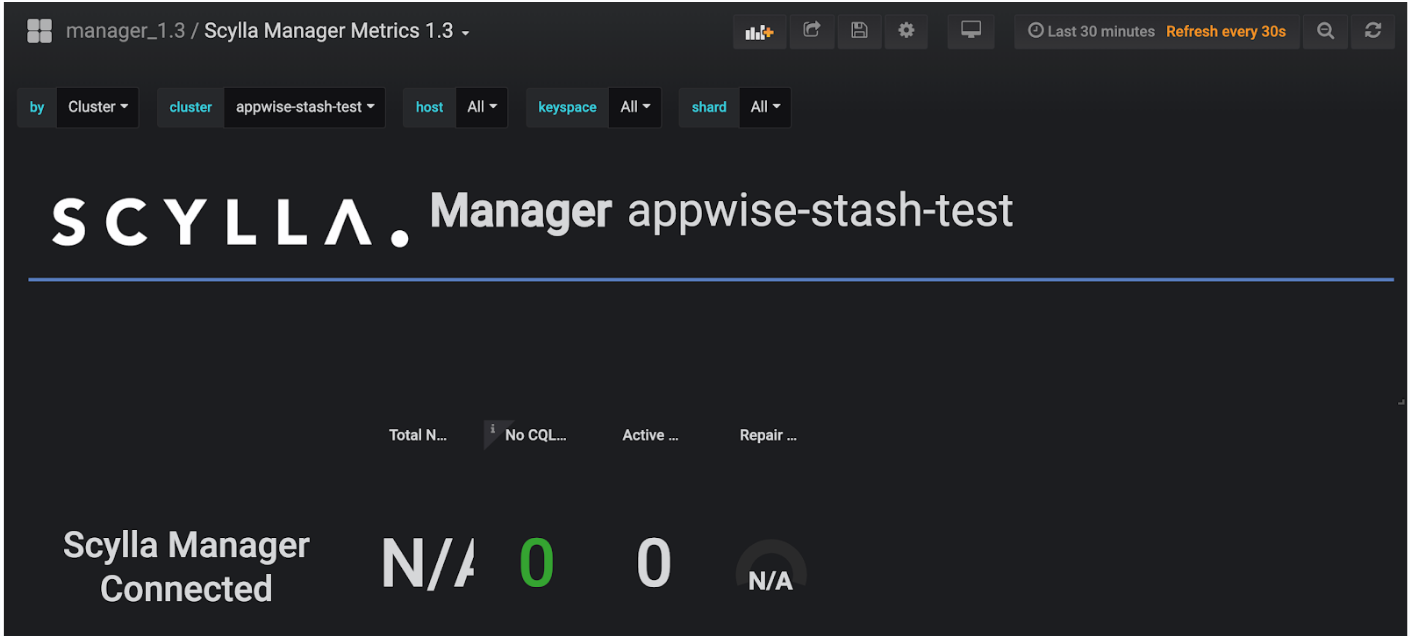 manager_1.3 / Scylla Manager Metrics 1.3
Last 30 minutes Refresh every 30s
by Cluster cluster appwise-stash-test host All keyspace All shard All
SCYLLA. Manager appwise-stash-test
Total N... i No CQL... Active ... Repair ...
Scylla Manager
Connected
N/A 0 0 N/A